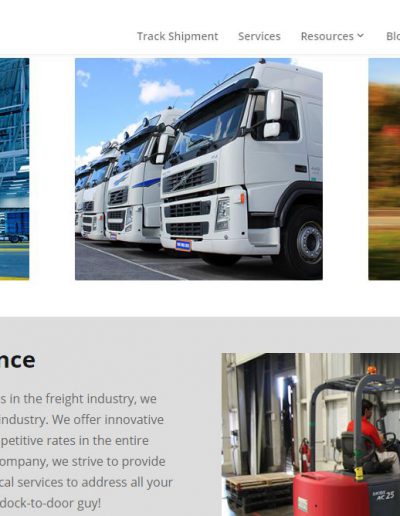 Track Shipment Services Resources Blo
nce
s in the freight industry, we
industry. We offer innovative
petitive rates in the entire
ompany, we strive to provide
cal services to address all your
dock-to-door guy!